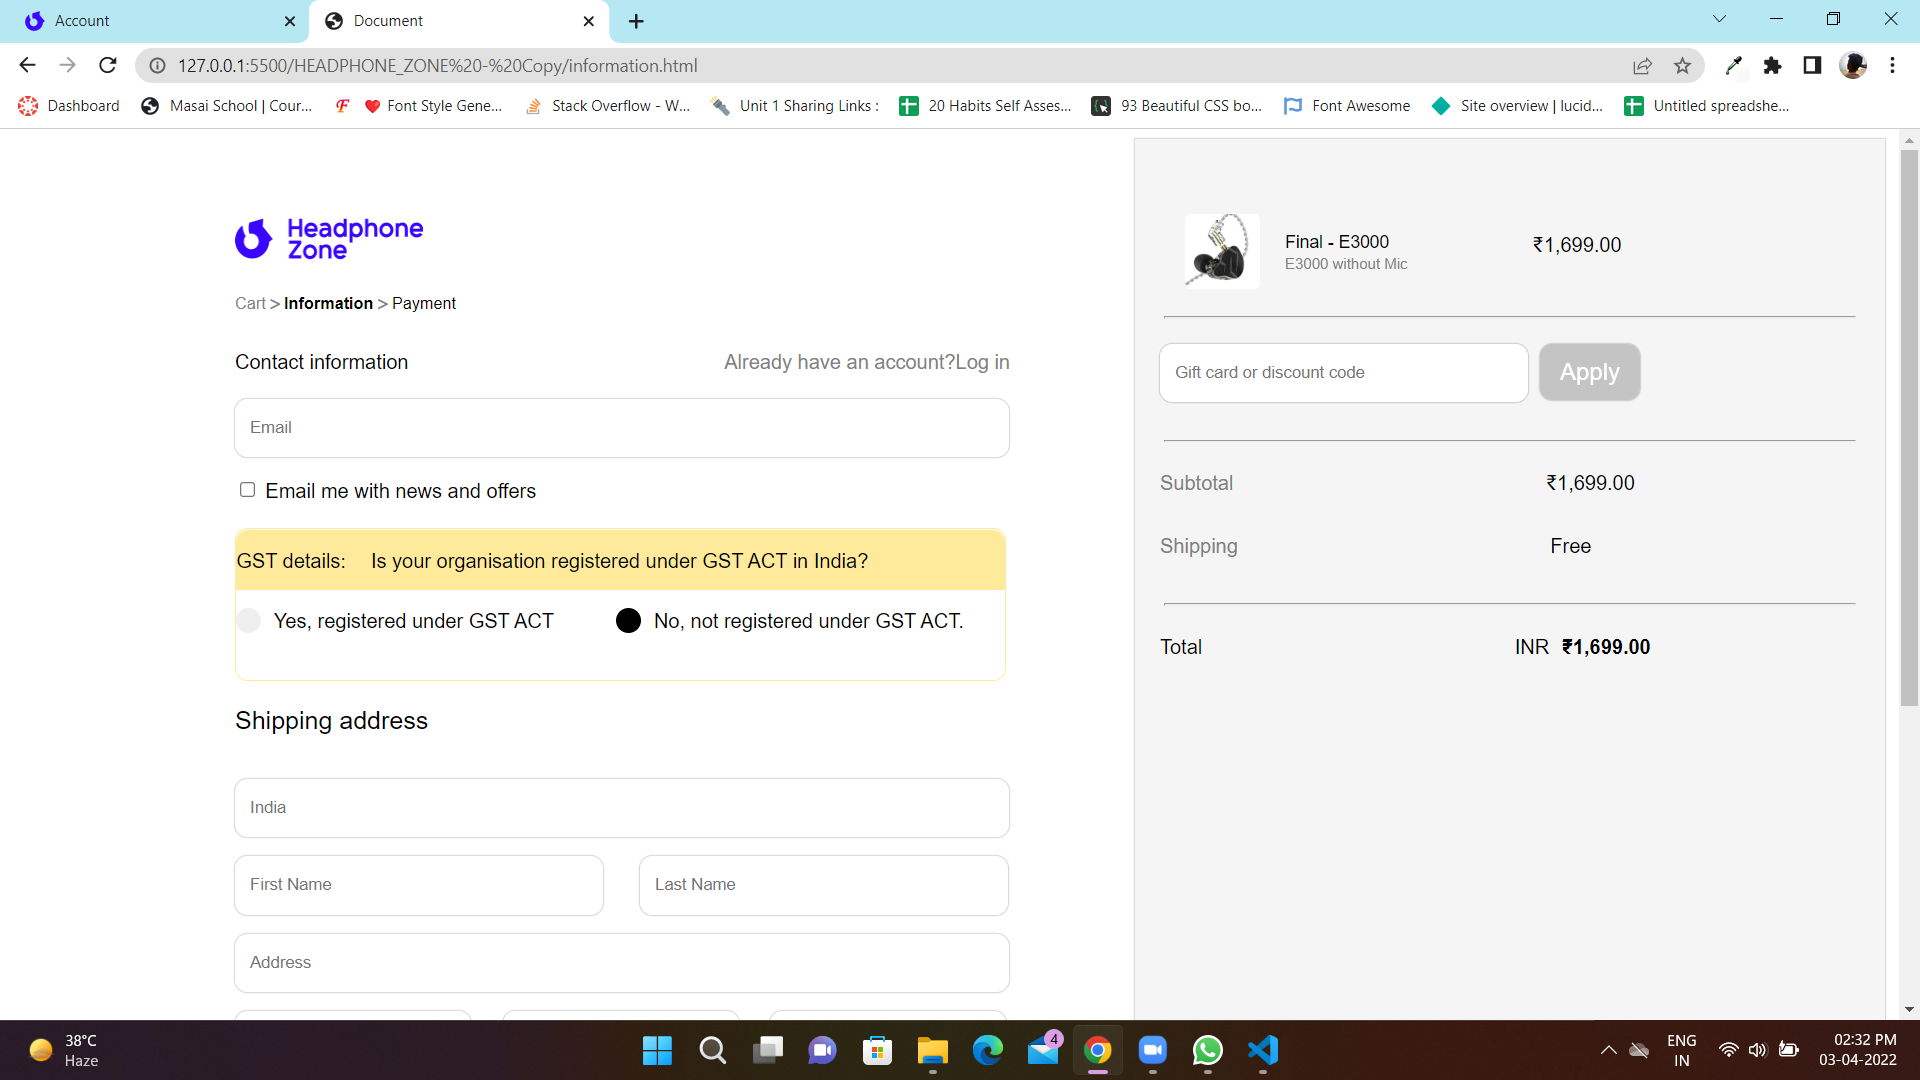 Account
Document
127.0.0.1:5500/HEADPHONE_ZONE%20-%20Copy/information.html
Dashboard
Masai School | Cour...
Font Style Gene...
Stack Overflow - W...
Unit 1 Sharing Links :
20 Habits Self Asses...
93 Beautiful CSS bo...
Font Awesome
Site overview | lucid...
Untitled spreadshe...
Headphone
Zone
Cart > Information > Payment
Contact information
Already have an account?Log in
Email
Email me with news and offers
GST details: Is your organisation registered under GST ACT in India?
Yes, registered under GST ACT
No, not registered under GST ACT.
Shipping address
India
First Name
Last Name
Address
Final - E3000
E3000 without Mic
₹1,699.00
Gift card or discount code
Apply
Subtotal
₹1,699.00
Shipping
Free
Total
INR ₹1,699.00
38°C
Haze
4
ENG
IN
02:32 PM
03-04-2022